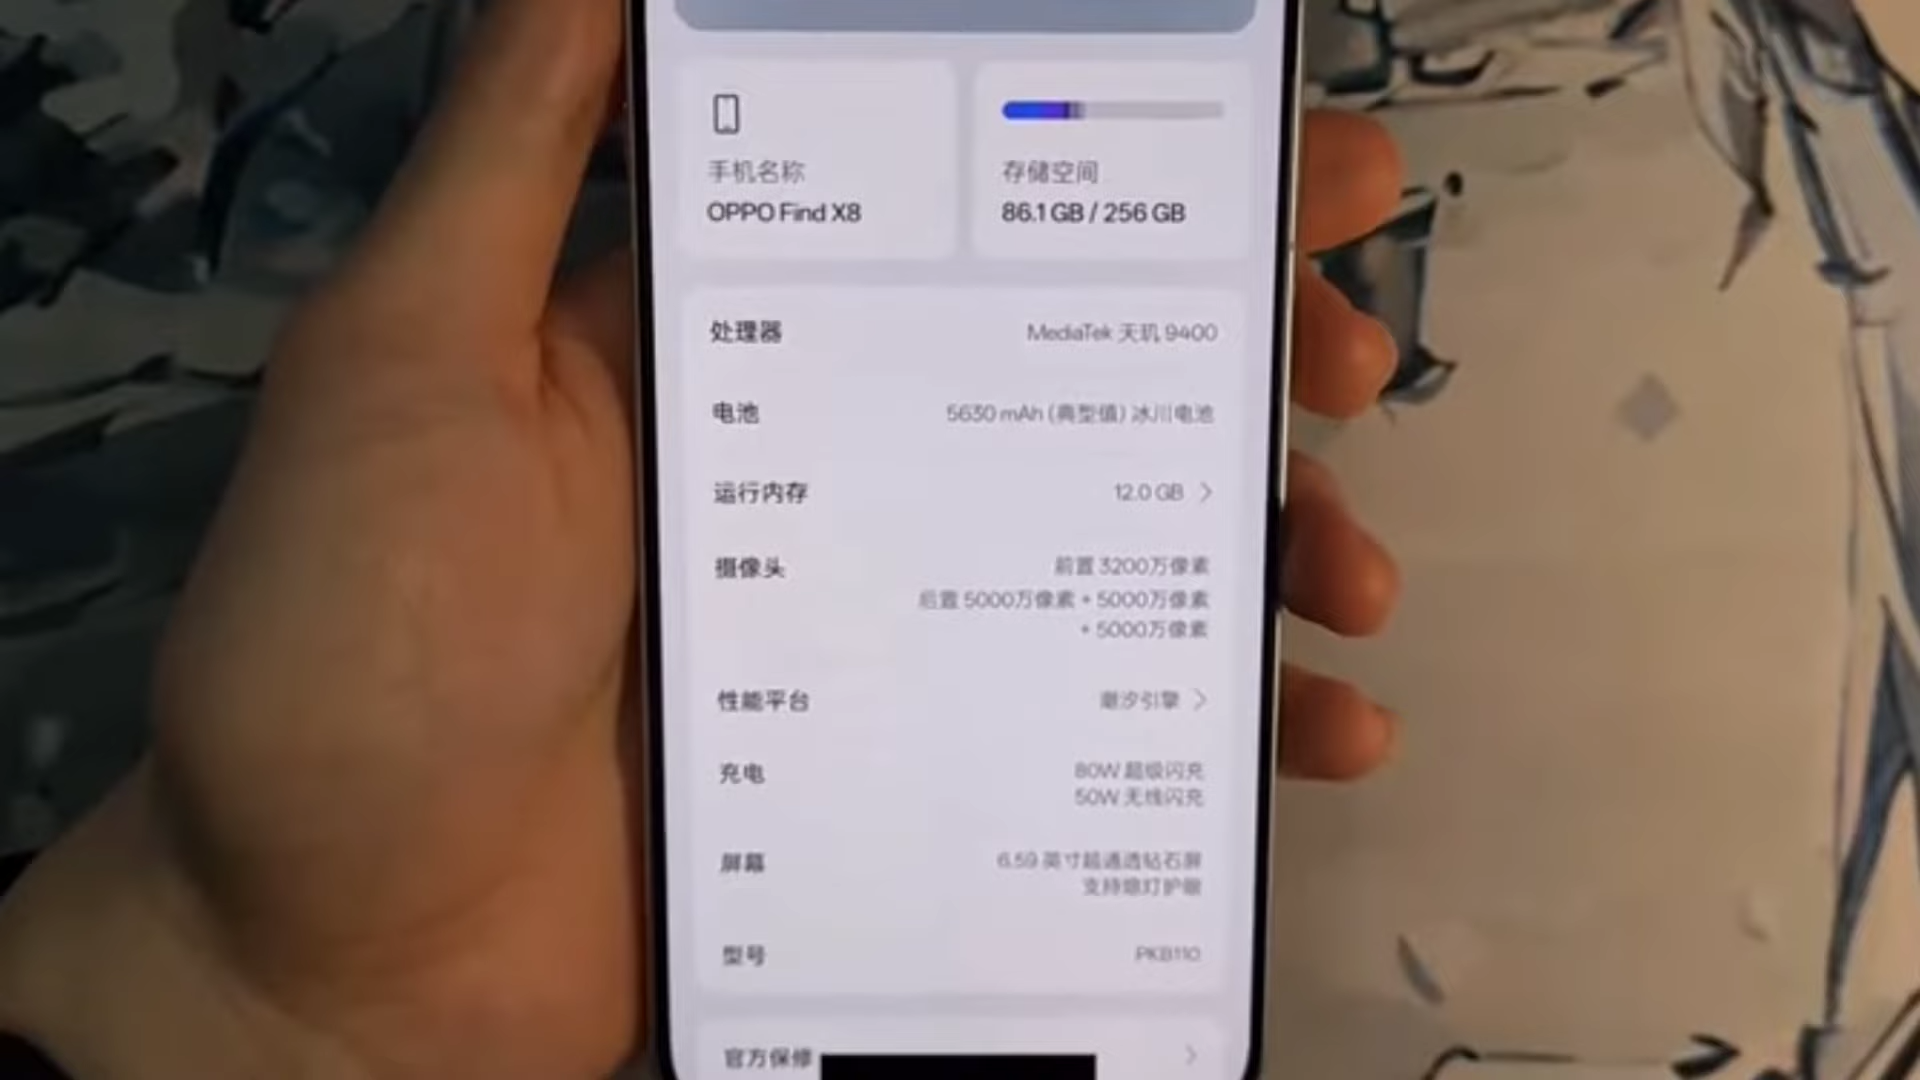 手机名称
OPPO Find X8
存储空间
86.1 GB / 256 GB
处理器
MediaTek 天玑 9400
电池
5630 mAh (典型值) 冰川电池
运行内存
12.0 GB
摄像头
前置 3200万像素
后置 5000万像素 + 5000万像素
+ 5000万像素
性能平台
潮汐引擎
充电
80W 超级闪充
50W 无线闪充
屏幕
6.59 英寸超通透钻石屏
支持熄灯护眼
型号
PKB110
官方保修